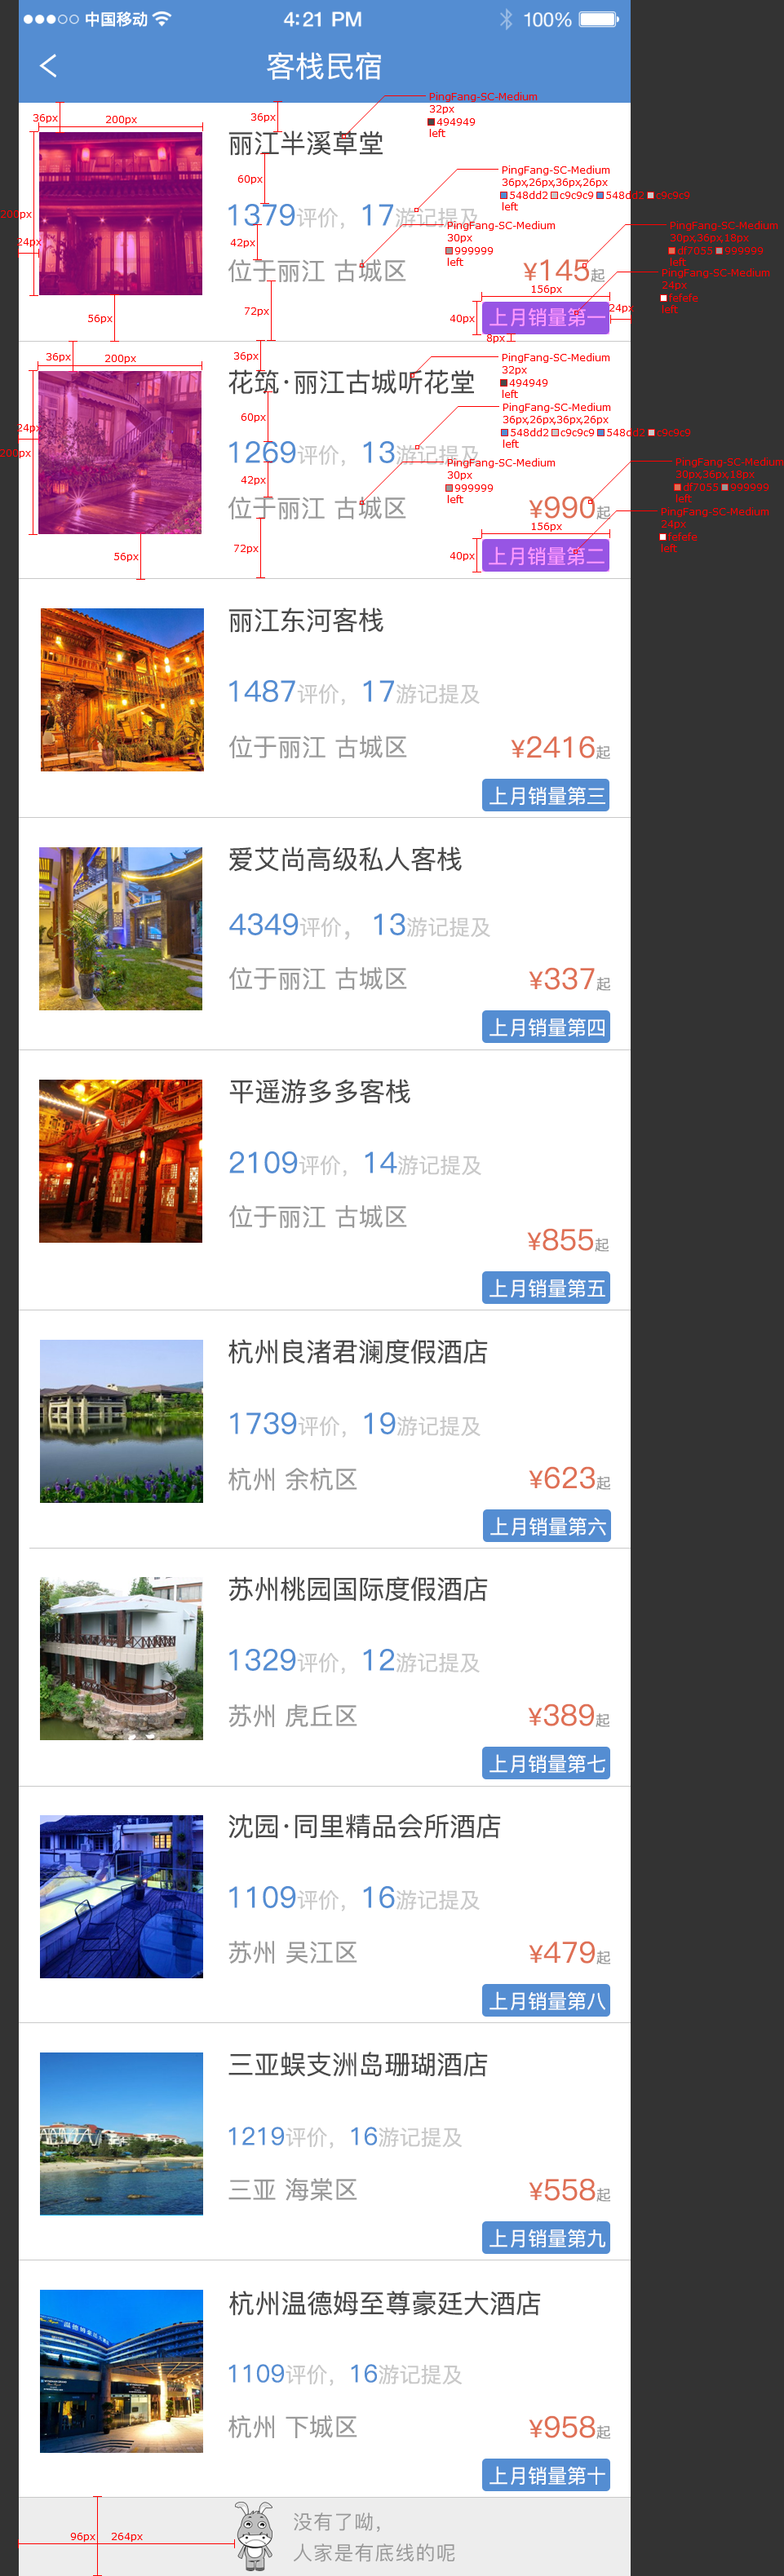 中国移动 4:21 PM 100%
客栈民宿
36px 200px 36px
PingFang-SC-Medium
32px
494949
left
丽江半溪草堂
60px
PingFang-SC-Medium
36px,26px,36px,26px
548dd2 c9c9c9 548dd2 c9c9c9
left
200px
1379评价，17游记提及
PingFang-SC-Medium
30px
999999
left
PingFang-SC-Medium
30px,36px,18px
df7055 999999
left
24px
42px
位于丽江 古城区
¥145起
PingFang-SC-Medium
24px
fefefe
left
156px
72px
56px
40px
上月销量第一
24px
8px
36px 200px 36px
PingFang-SC-Medium
32px
494949
left
花筑·丽江古城听花堂
60px
PingFang-SC-Medium
36px,26px,36px,26px
548dd2 c9c9c9 548dd2 c9c9c9
left
24px
200px
1269评价，13游记提及
PingFang-SC-Medium
30px
999999
left
PingFang-SC-Medium
30px,36px,18px
df7055 999999
left
42px
位于丽江 古城区
¥990起
PingFang-SC-Medium
24px
fefefe
left
156px
72px
56px
40px
上月销量第二
丽江东河客栈
1487评价，17游记提及
位于丽江 古城区
¥2416起
上月销量第三
爱艾尚高级私人客栈
4349评价，13游记提及
位于丽江 古城区
¥337起
上月销量第四
平遥游多多客栈
2109评价，14游记提及
位于丽江 古城区
¥855起
上月销量第五
杭州良渚君澜度假酒店
1739评价，19游记提及
杭州 余杭区
¥623起
上月销量第六
苏州桃园国际度假酒店
1329评价，12游记提及
苏州 虎丘区
¥389起
上月销量第七
沈园·同里精品会所酒店
1109评价，16游记提及
苏州 吴江区
¥479起
上月销量第八
三亚蜈支洲岛珊瑚酒店
1219评价，16游记提及
三亚 海棠区
¥558起
上月销量第九
杭州温德姆至尊豪廷大酒店
1109评价，16游记提及
杭州 下城区
¥958起
上月销量第十
没有了呦，
96px 264px
人家是有底线的呢